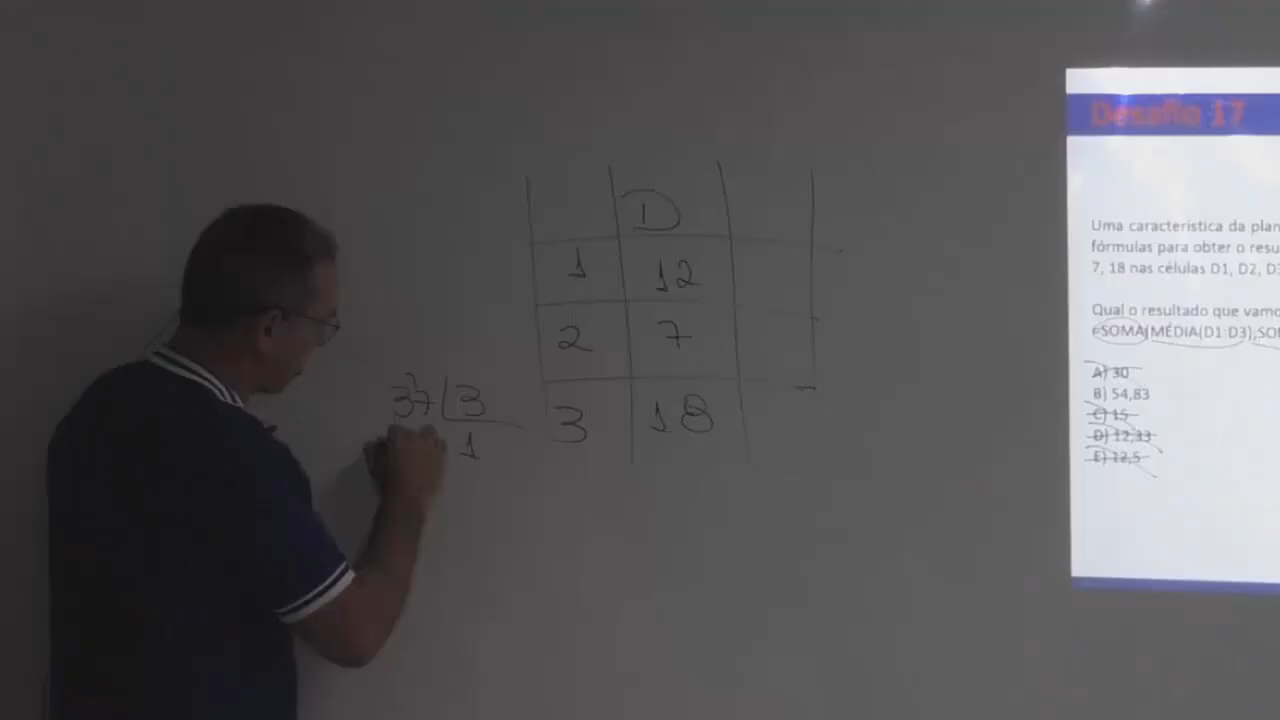 D
1 12
2 7
3 18
37 3
1
Desafio 17
Uma característica da plan
fórmulas para obter o resu
7, 18 nas células D1, D2, D3
Qual o resultado que vamo
=SOMA(MÉDIA(D1:D3);SO
A) 30
B) 54,83
C) 15
D) 12,33
E) 12,5